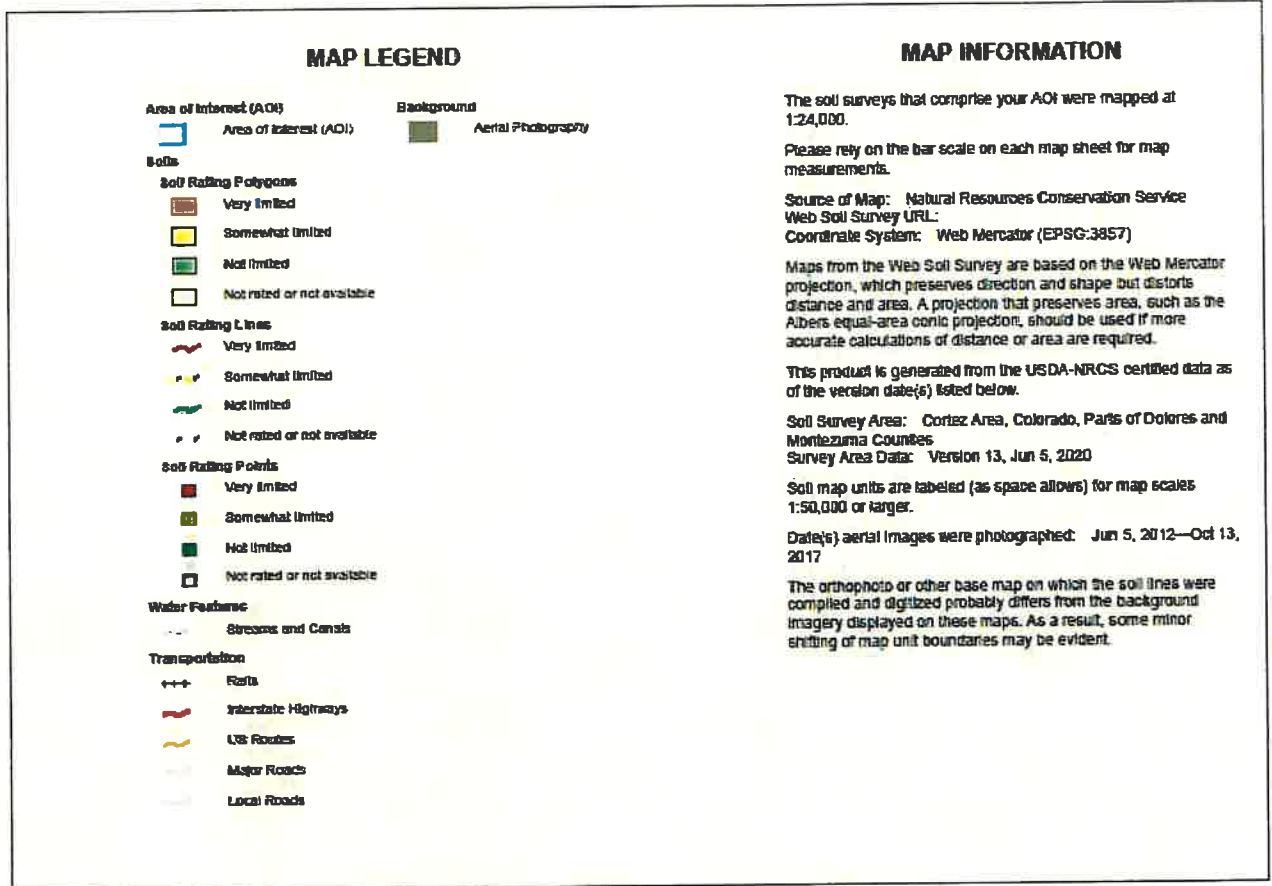 MAP LEGEND
Area of Interest (AOI)
Area of Interest (AOI)
Background
Aerial Photography
Soils
Soil Rating Polygons
Very limited
Somewhat limited
Not limited
Not rated or not available
Soil Rating Lines
Very limited
Somewhat limited
Not limited
Not rated or not available
Soil Rating Points
Very limited
Somewhat limited
Not limited
Not rated or not available
Water Features
Streams and Canals
Transportation
Rails
Interstate Highways
US Routes
Major Roads
Local Roads
MAP INFORMATION
The soil surveys that comprise your AOI were mapped at
1:24,000.
Please rely on the bar scale on each map sheet for map
measurements.
Source of Map: Natural Resources Conservation Service
Web Soil Survey URL:
Coordinate System: Web Mercator (EPSG:3857)
Maps from the Web Soil Survey are based on the Web Mercator
projection, which preserves direction and shape but distorts
distance and area. A projection that preserves area, such as the
Albers equal-area conic projection, should be used if more
accurate calculations of distance or area are required.
This product is generated from the USDA-NRCS certified data as
of the version date(s) listed below.
Soil Survey Area: Cortez Area, Colorado, Parts of Dolores and
Montezuma Counties
Survey Area Data: Version 13, Jun 5, 2020
Soil map units are labeled (as space allows) for map scales
1:50,000 or larger.
Date(s) aerial images were photographed: Jun 5, 2012—Oct 13,
2017
The orthophoto or other base map on which the soil lines were
compiled and digitized probably differs from the background
imagery displayed on these maps. As a result, some minor
shifting of map unit boundaries may be evident.